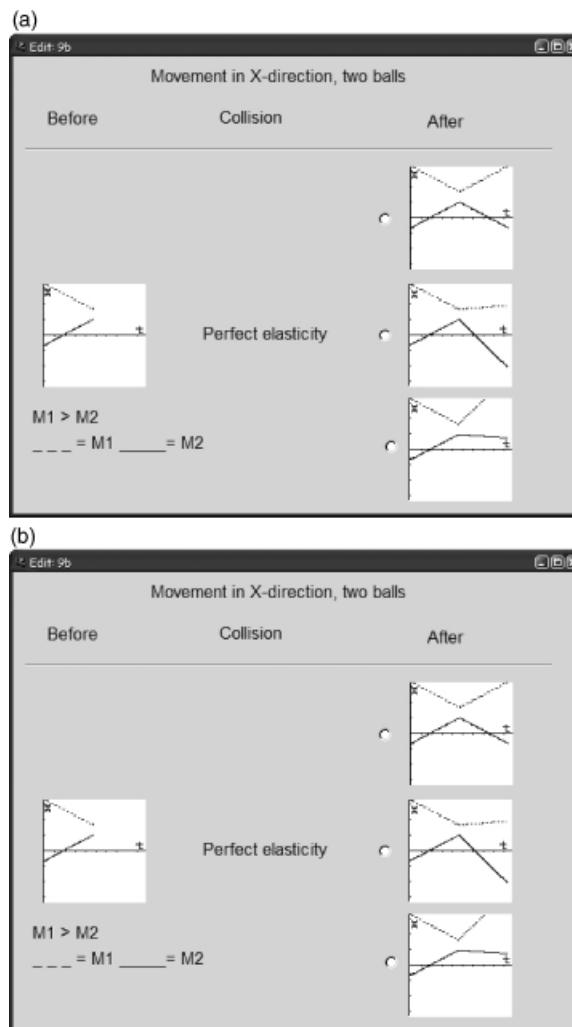 (a)
Edit: 9b
Movement in X-direction, two balls
Before Collision After
x t
x t
x t
Perfect elasticity
x t
M1 > M2
_ _ _ = M1 _____= M2
(b)
Edit: 9b
Movement in X-direction, two balls
Before Collision After
x t
x t
x t
Perfect elasticity
x t
M1 > M2
_ _ _ = M1 _____= M2